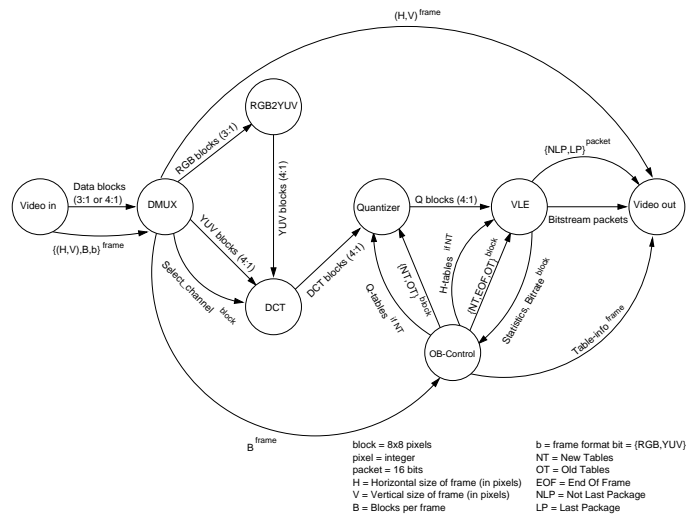 (H,V) frame
RGB2YUV
RGB blocks (3:1)
{NLP,LP} packet
Data blocks
(3:1 or 4:1)
YUV blocks (4:1)
Video in
DMUX
Quantizer
Q blocks (4:1)
VLE
Video out
Bitstream packets
{(H,V),B,b} frame
YUV blocks (4:1)
Select_channel block
DCT blocks (4:1)
DCT
Q-tables if NT
{NT,OT} block
H-tables if NT
{NT,EOF,OT} block
Statistics, Bitrate block
OB-Control
Table-info frame
B frame
block = 8x8 pixels
pixel = integer
packet = 16 bits
H = Horizontal size of frame (in pixels)
V = Vertical size of frame (in pixels)
B = Blocks per frame
b = frame format bit = {RGB,YUV}
NT = New Tables
OT = Old Tables
EOF = End Of Frame
NLP = Not Last Package
LP = Last Package